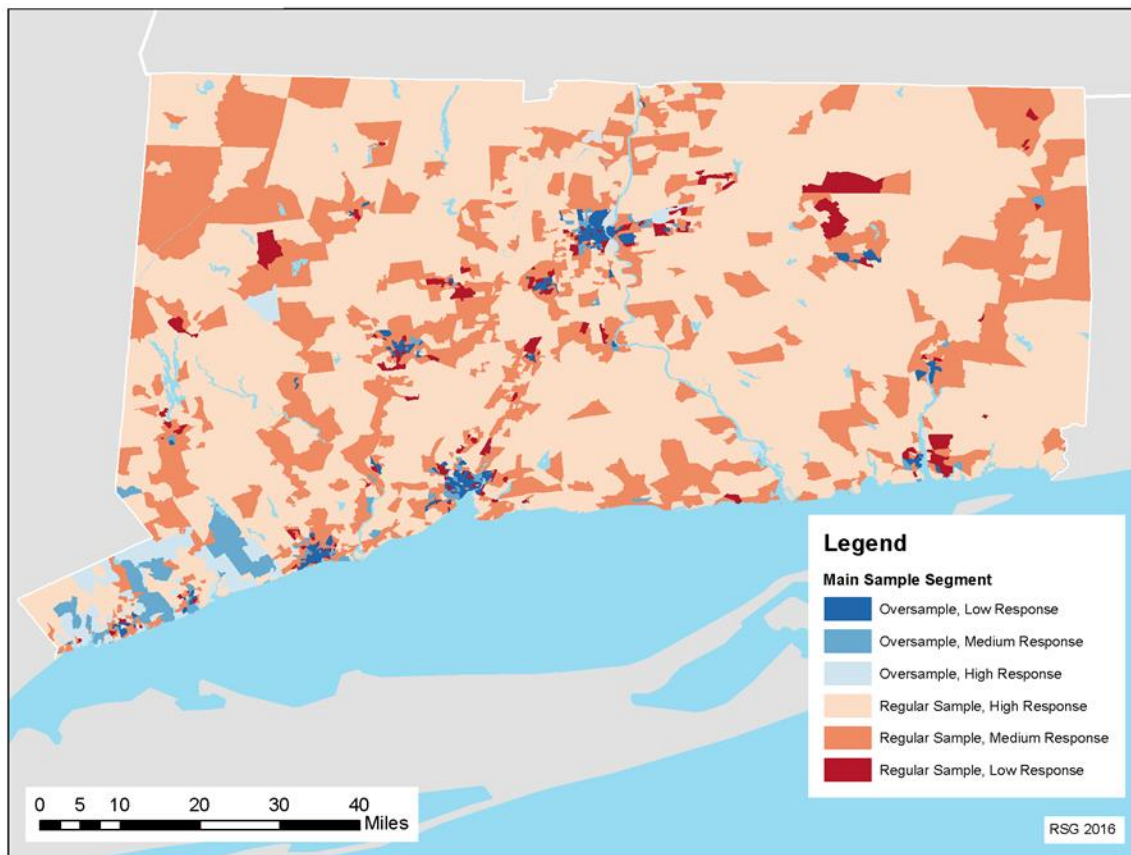 Legend
Main Sample Segment
Oversample, Low Response
Oversample, Medium Response
Oversample, High Response
Regular Sample, High Response
Regular Sample, Medium Response
Regular Sample, Low Response
0 5 10 20 30 40
Miles
RSG 2016